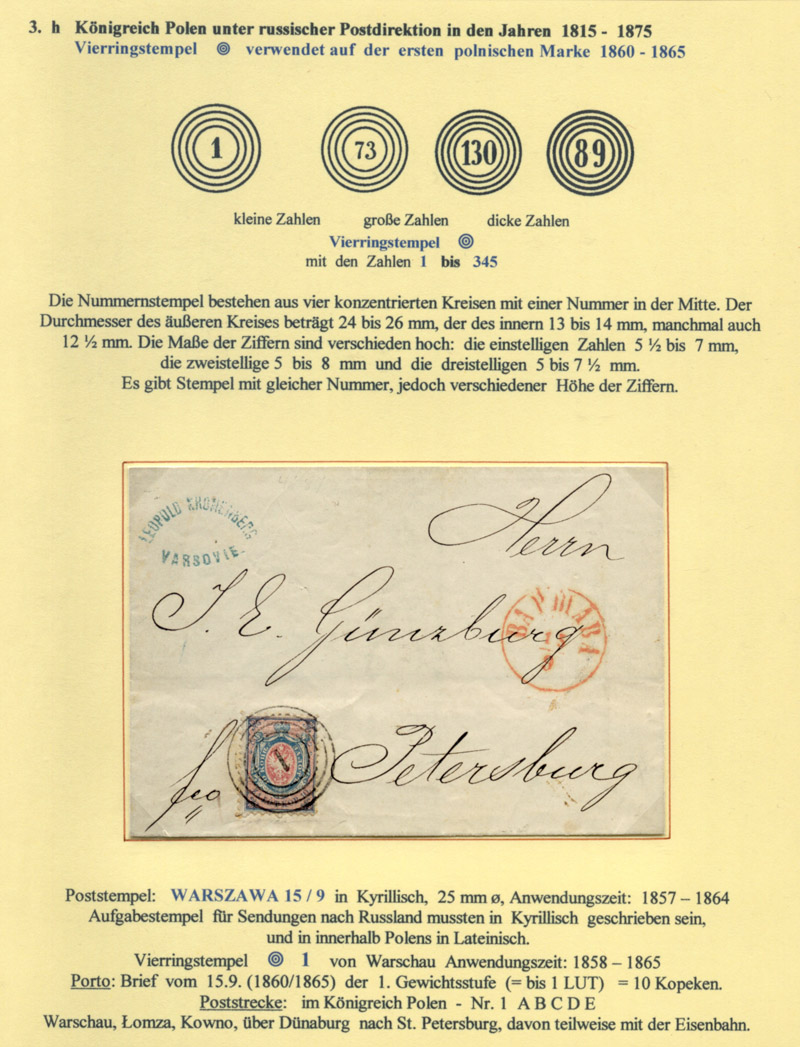 3. h Königreich Polen unter russischer Postdirektion in den Jahren 1815 - 1875
Vierringstempel verwendet auf der ersten polnischen Marke 1860 - 1865
1 73 130 89
kleine Zahlen große Zahlen dicke Zahlen
Vierringstempel
mit den Zahlen 1 bis 345
Die Nummernstempel bestehen aus vier konzentrierten Kreisen mit einer Nummer in der Mitte. Der
Durchmesser des äußeren Kreises beträgt 24 bis 26 mm, der des innern 13 bis 14 mm, manchmal auch
12 ½ mm. Die Maße der Ziffern sind verschieden hoch: die einstelligen Zahlen 5 ½ bis 7 mm,
die zweistellige 5 bis 8 mm und die dreistelligen 5 bis 7 ½ mm.
Es gibt Stempel mit gleicher Nummer, jedoch verschiedener Höhe der Ziffern.
LEOPOLD KRONENBERG
VARSOVIE
Herrn
J. E. Günzburg
ВАРШАВА
15/9
fco
Petersburg
1
Poststempel: WARSZAWA 15 / 9 in Kyrillisch, 25 mm ø, Anwendungszeit: 1857 – 1864
Aufgabestempel für Sendungen nach Russland mussten in Kyrillisch geschrieben sein,
und in innerhalb Polens in Lateinisch.
Vierringstempel 1 von Warschau Anwendungszeit: 1858 – 1865
Porto: Brief vom 15.9. (1860/1865) der 1. Gewichtsstufe (= bis 1 LUT) = 10 Kopeken.
Poststrecke: im Königreich Polen - Nr. 1 A B C D E
Warschau, Łomza, Kowno, über Dünaburg nach St. Petersburg, davon teilweise mit der Eisenbahn.